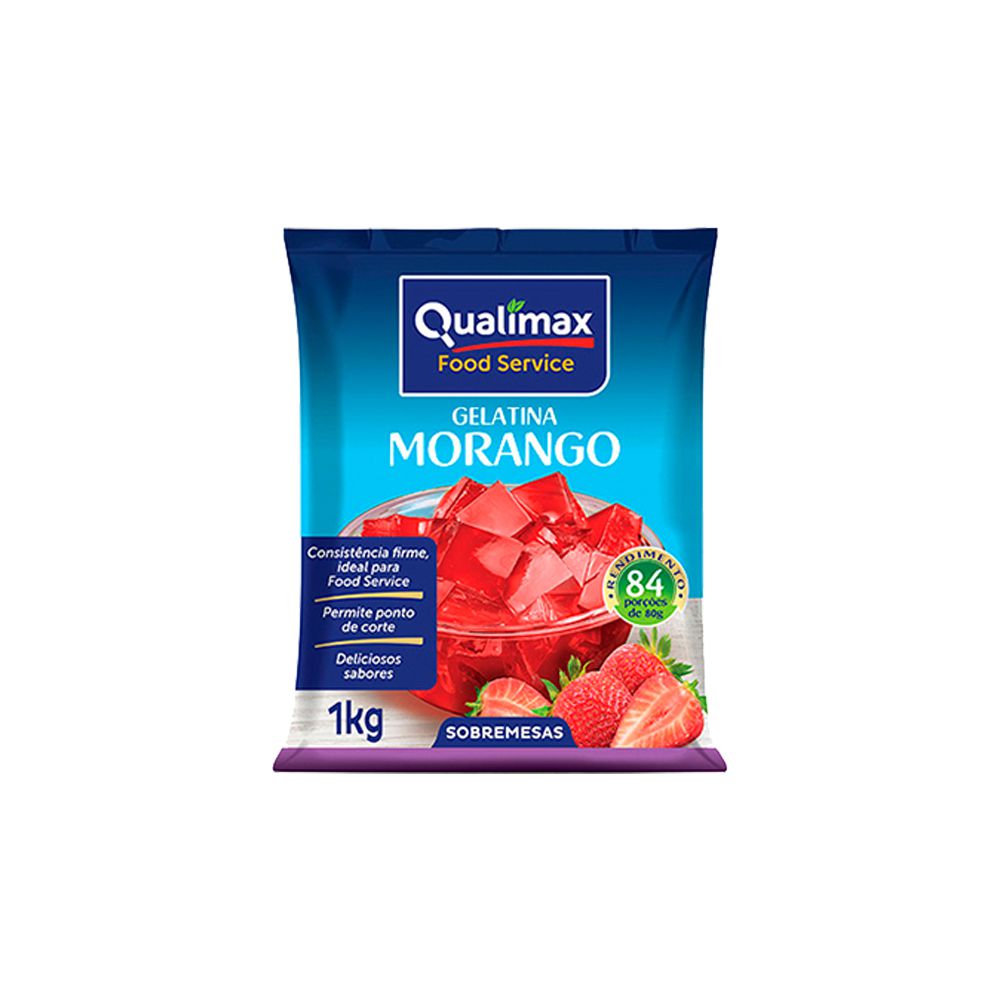 Qualimax
Food Service
GELATINA
MORANGO
Consistência firme,
ideal para
Food Service
Permite ponto
de corte
Deliciosos
sabores
RENDIMENTO
84
porções
de 80g
1kg
SOBREMESAS